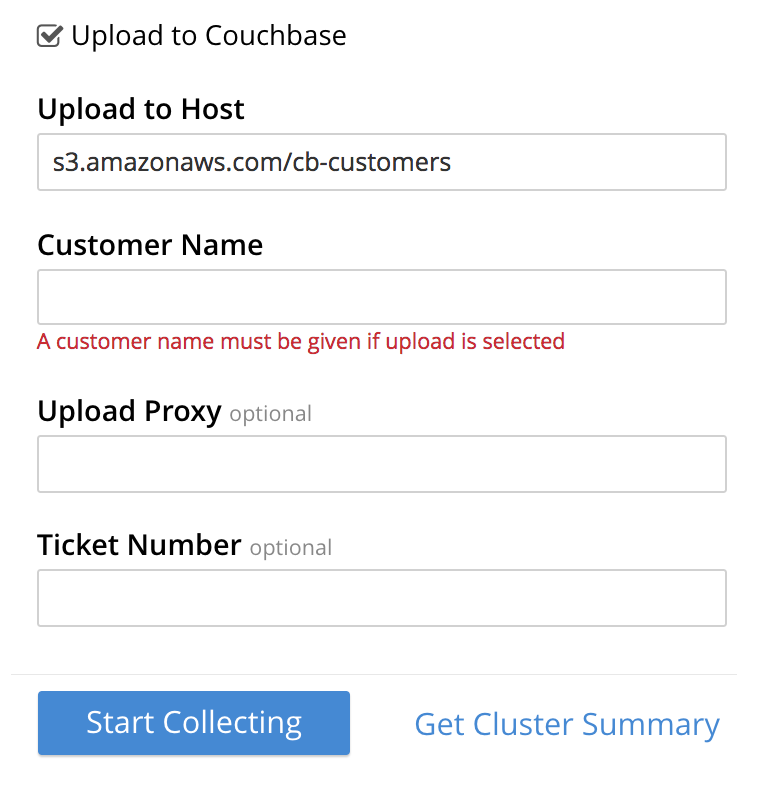 Upload to Couchbase
Upload to Host
s3.amazonaws.com/cb-customers
Customer Name
A customer name must be given if upload is selected
Upload Proxy optional
Ticket Number optional
Start Collecting
Get Cluster Summary